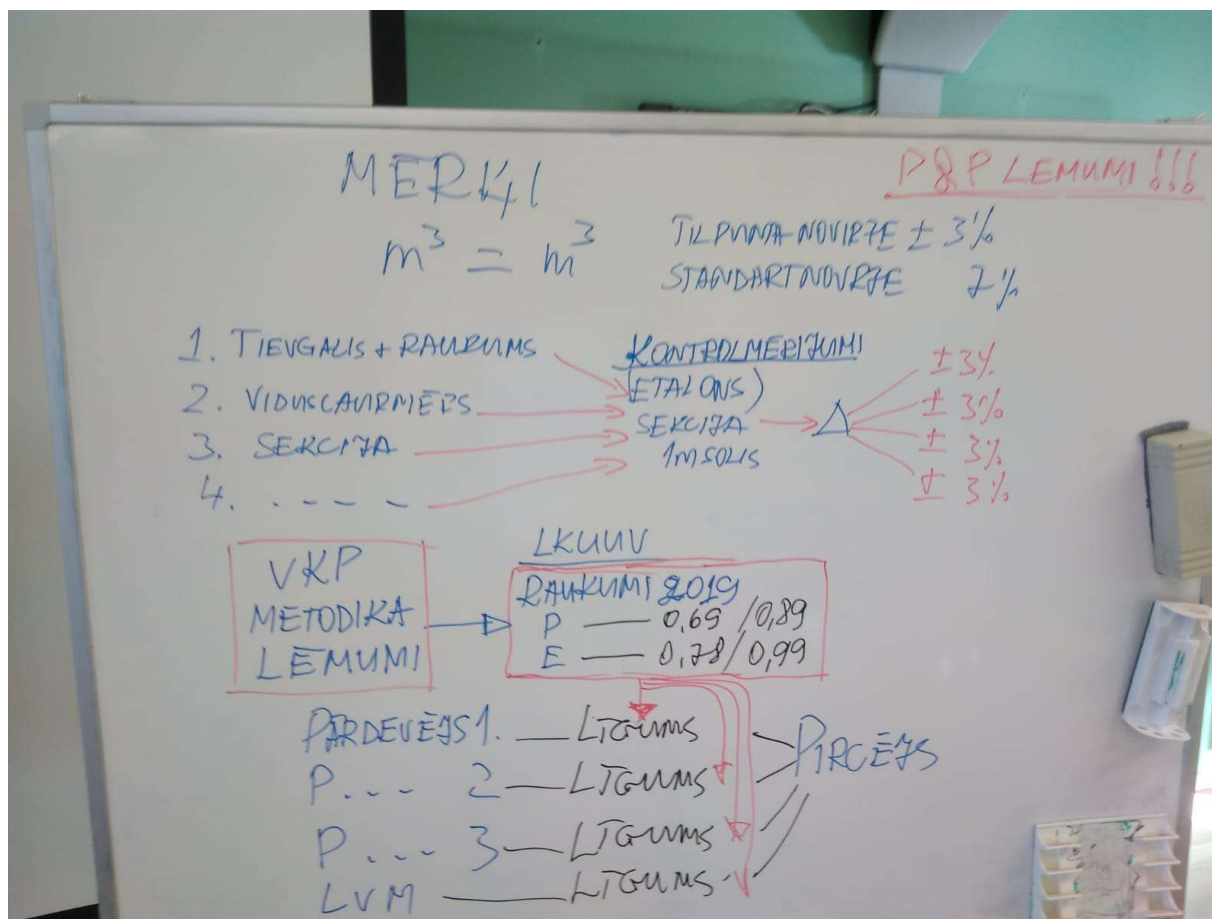 MERĶI
P&P LEMUMI!!!
m³ = m³
TILPUMA NOVIRZE ± 3%
STANDARTNOVIRZE 7%
1. TIEVGALIS + RAUKUMS
KONTROLMERIJUMI
± 3%
2. VIDUSCAURMĒRS
(ETALONS)
± 3%
3. SEKCIJA
SEKCIJA
Δ
± 3%
1m SOLIS
4. - - - -
± 3%
VKP
METODIKA
LĒMUMI
LKUUV
RAUKUMI 2019
P — 0,69 / 0,89
E — 0,78 / 0,99
PĀRDEVĒJS 1. — LĪGUMS
PIRCĒJS
P... 2 — LĪGUMS
P... 3 — LĪGUMS
LVM — LĪGUMS